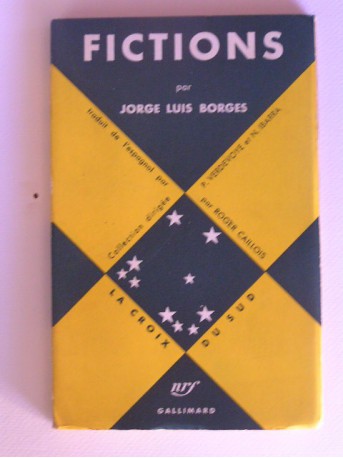 FICTIONS
par
JORGE LUIS BORGES
traduit de l'espagnol par
P. VERDEVOYE et N. IBARRA
Collection dirigée
par ROGER CAILLOIS
LA CROIX
DU SUD
nrf
GALLIMARD